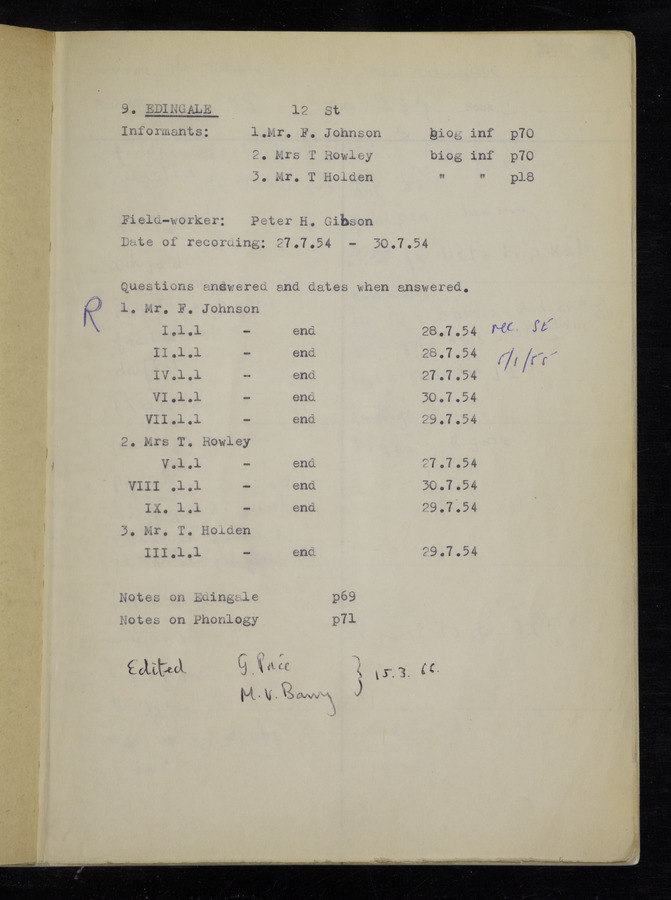 9. EDINGALE 12 St
Informants: 1.Mr. F. Johnson biog inf p70
2. Mrs T Rowley biog inf p70
3. Mr. T Holden " " p18
Field-worker: Peter H. Gibson
Date of recording: 27.7.54 - 30.7.54
Questions answered and dates when answered.
R 1. Mr. F. Johnson
I.1.1 - end 28.7.54 rec. St
II.1.1 - end 28.7.54 5/1/55
IV.1.1 - end 27.7.54
VI.1.1 - end 30.7.54
VII.1.1 - end 29.7.54
2. Mrs T. Rowley
V.1.1 - end 27.7.54
VIII .1.1 - end 30.7.54
IX. 1.1 - end 29.7.54
3. Mr. T. Holden
III.1.1 - end 29.7.54
Notes on Edingale p69
Notes on Phonlogy p71
Edited G. Price } 15.3.66.
M.V. Barry